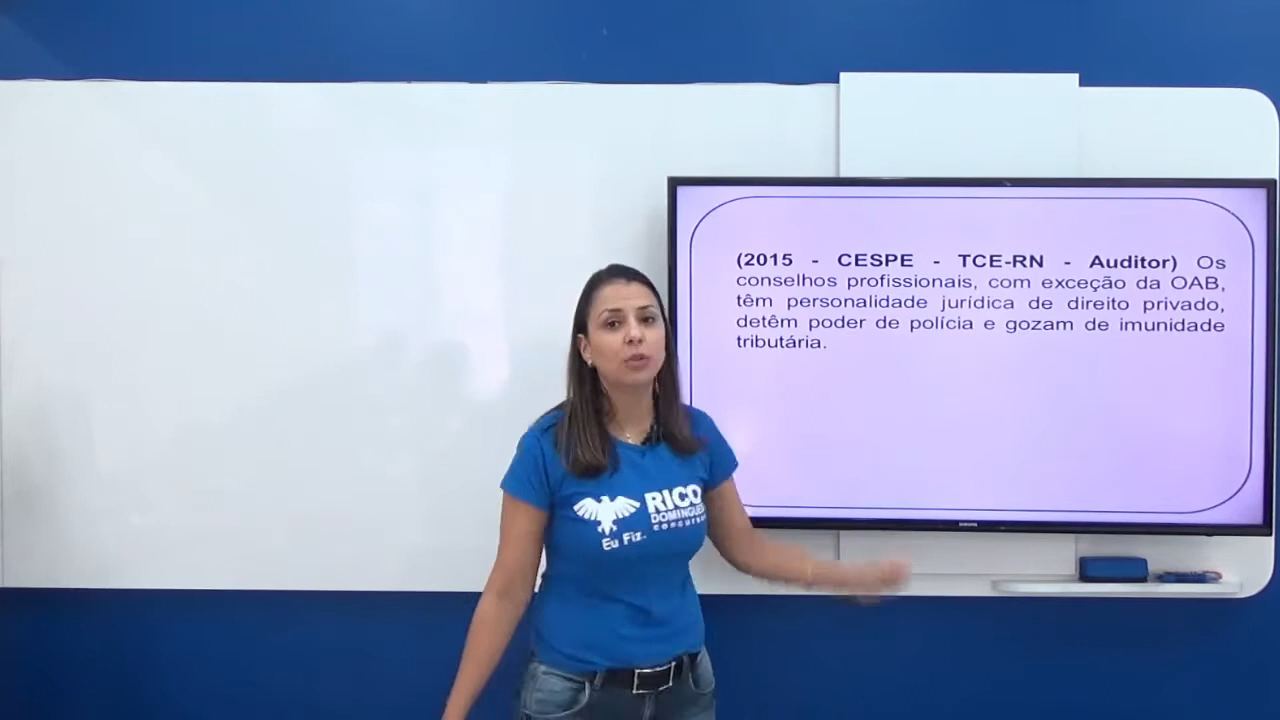 (2015 - CESPE - TCE-RN - Auditor) Os
conselhos profissionais, com exceção da OAB,
têm personalidade jurídica de direito privado,
detêm poder de polícia e gozam de imunidade
tributária.
RICO
DOMINGUES
concursos
Eu Fiz.
SAMSUNG